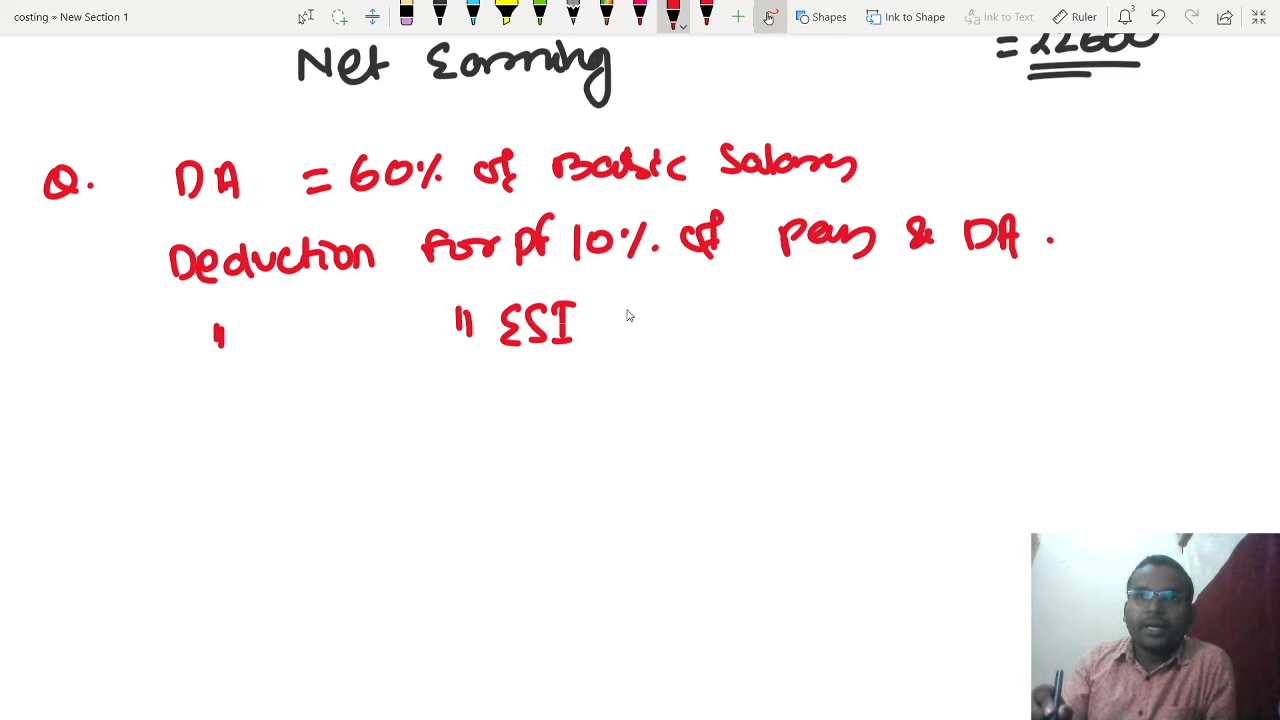 costing » New Section 1
Shapes Ink to Shape Ink to Text Ruler
Net Earning = 22600
Q. DA = 60% of Basic Salary
Deduction for pf 10% of pay & DA.
" " ESI